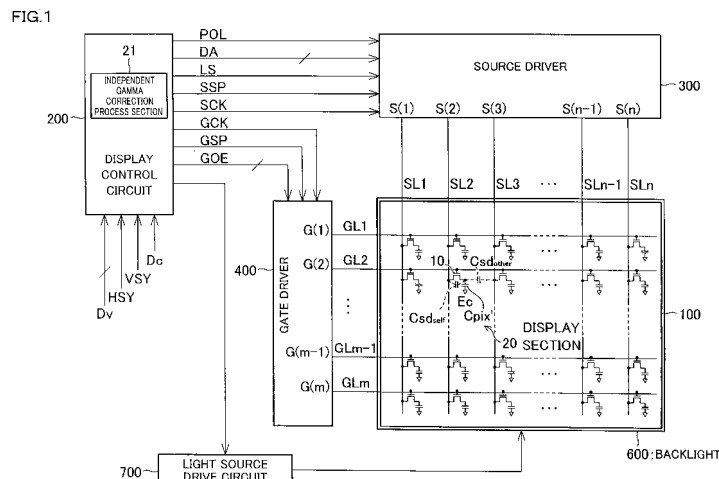 FIG.1
21
POL
DA
LS
SSP
SCK
GCK
GSP
GOE
INDEPENDENT
GAMMA
CORRECTION
PROCESS SECTION
200
DISPLAY
CONTROL
CIRCUIT
SOURCE DRIVER
300
S(1) S(2) S(3) S(n-1) S(n)
SL1 SL2 SL3 ... SLn-1 SLn
Dv
HSY
VSY
Dc
400
GATE DRIVER
G(1) GL1
G(2) GL2
G(m-1) GLm-1
G(m) GLm
10
Csdother
Csdself
Ec
Cpix
20
DISPLAY
SECTION
100
600:BACKLIGHT
700
LIGHT SOURCE
DRIVE CIRCUIT